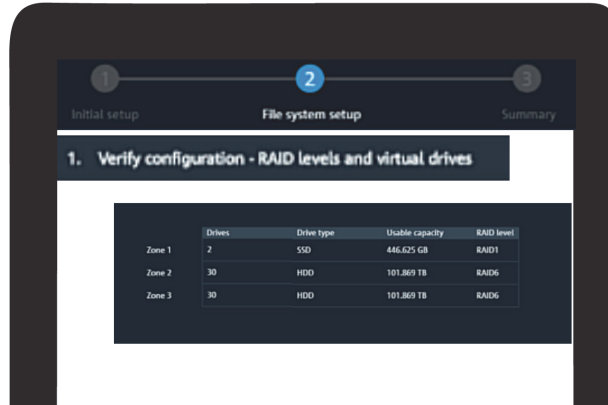 1 2 3
Initial setup File system setup Summary
1. Verify configuration - RAID levels and virtual drives
Drives Drive type Usable capacity RAID level
Zone 1 2 SSD 446.625 GB RAID1
Zone 2 30 HDD 101.869 TB RAID6
Zone 3 30 HDD 101.869 TB RAID6